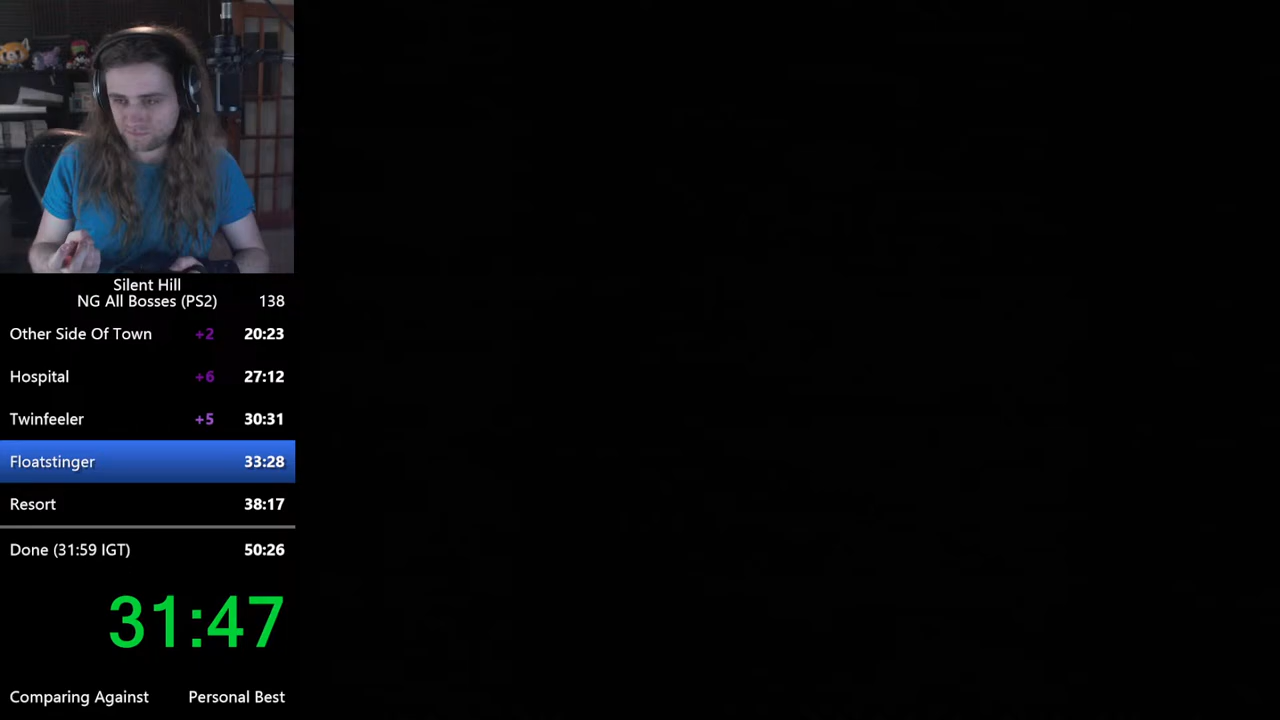 Silent Hill
NG All Bosses (PS2) 138
Other Side Of Town +2 20:23
Hospital +6 27:12
Twinfeeler +5 30:31
Floatstinger 33:28
Resort 38:17
Done (31:59 IGT) 50:26
31:47
Comparing Against Personal Best